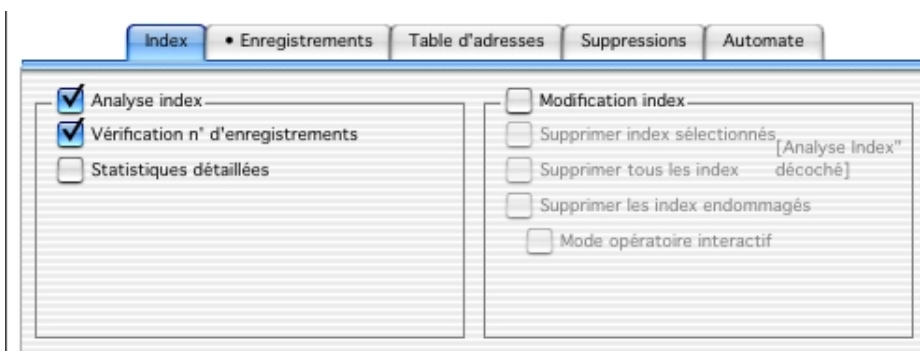 Index • Enregistrements Table d'adresses Suppressions Automate
Analyse index
Vérification n° d'enregistrements
Statistiques détaillées
Modification index
Supprimer index sélectionnés
Supprimer tous les index
[Analyse Index"
décoché]
Supprimer les index endommagés
Mode opératoire interactif